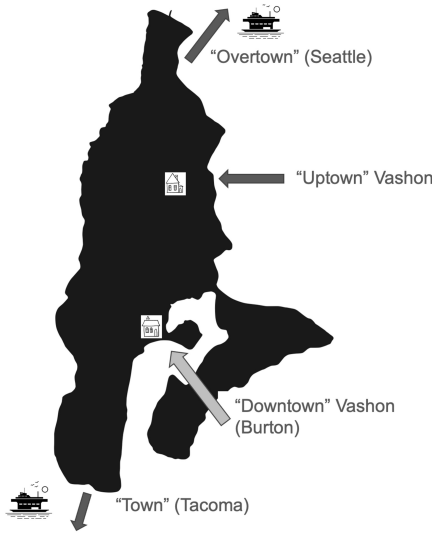 “Overtown” (Seattle)
“Uptown” Vashon
“Downtown” Vashon
(Burton)
“Town” (Tacoma)